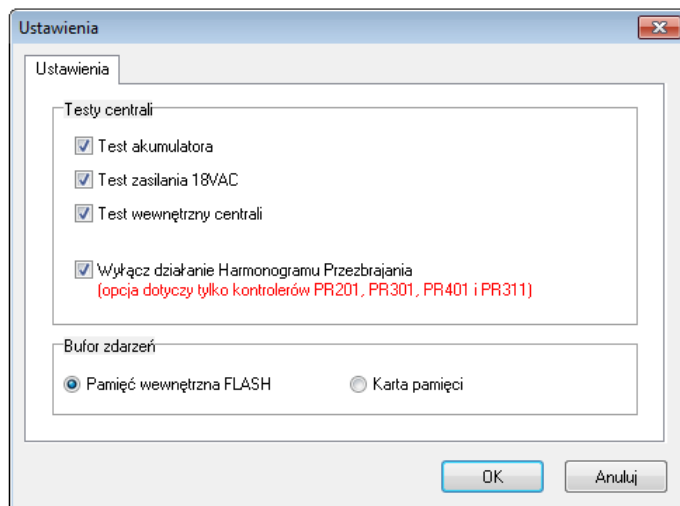 Ustawienia
Ustawienia
Testy centrali
Test akumulatora
Test zasilania 18VAC
Test wewnętrzny centrali
Wyłącz działanie Harmonogramu Przezbrajania
(opcja dotyczy tylko kontrolerów PR201, PR301, PR401 i PR311)
Bufor zdarzeń
Pamięć wewnętrzna FLASH Karta pamięci
OK Anuluj